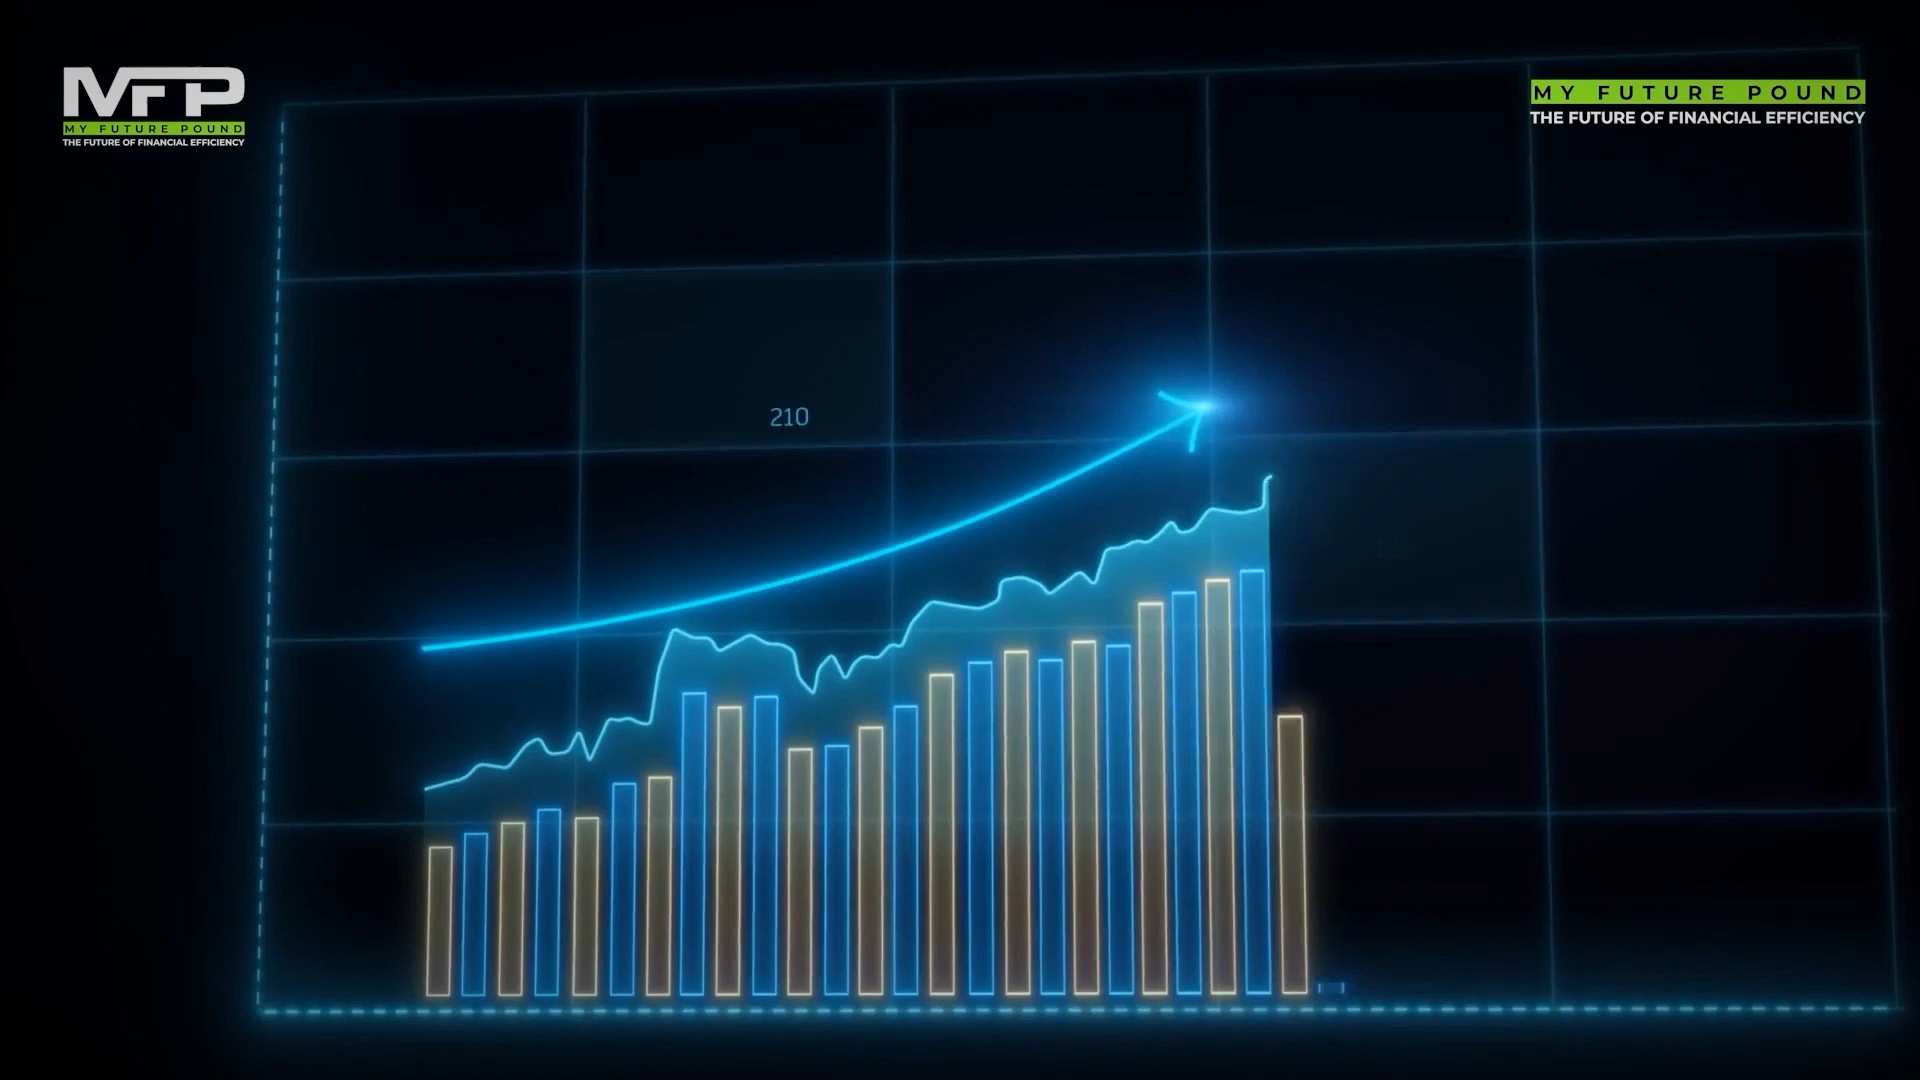 MFP
MY FUTURE POUND
THE FUTURE OF FINANCIAL EFFICIENCY
MY FUTURE POUND
THE FUTURE OF FINANCIAL EFFICIENCY
210